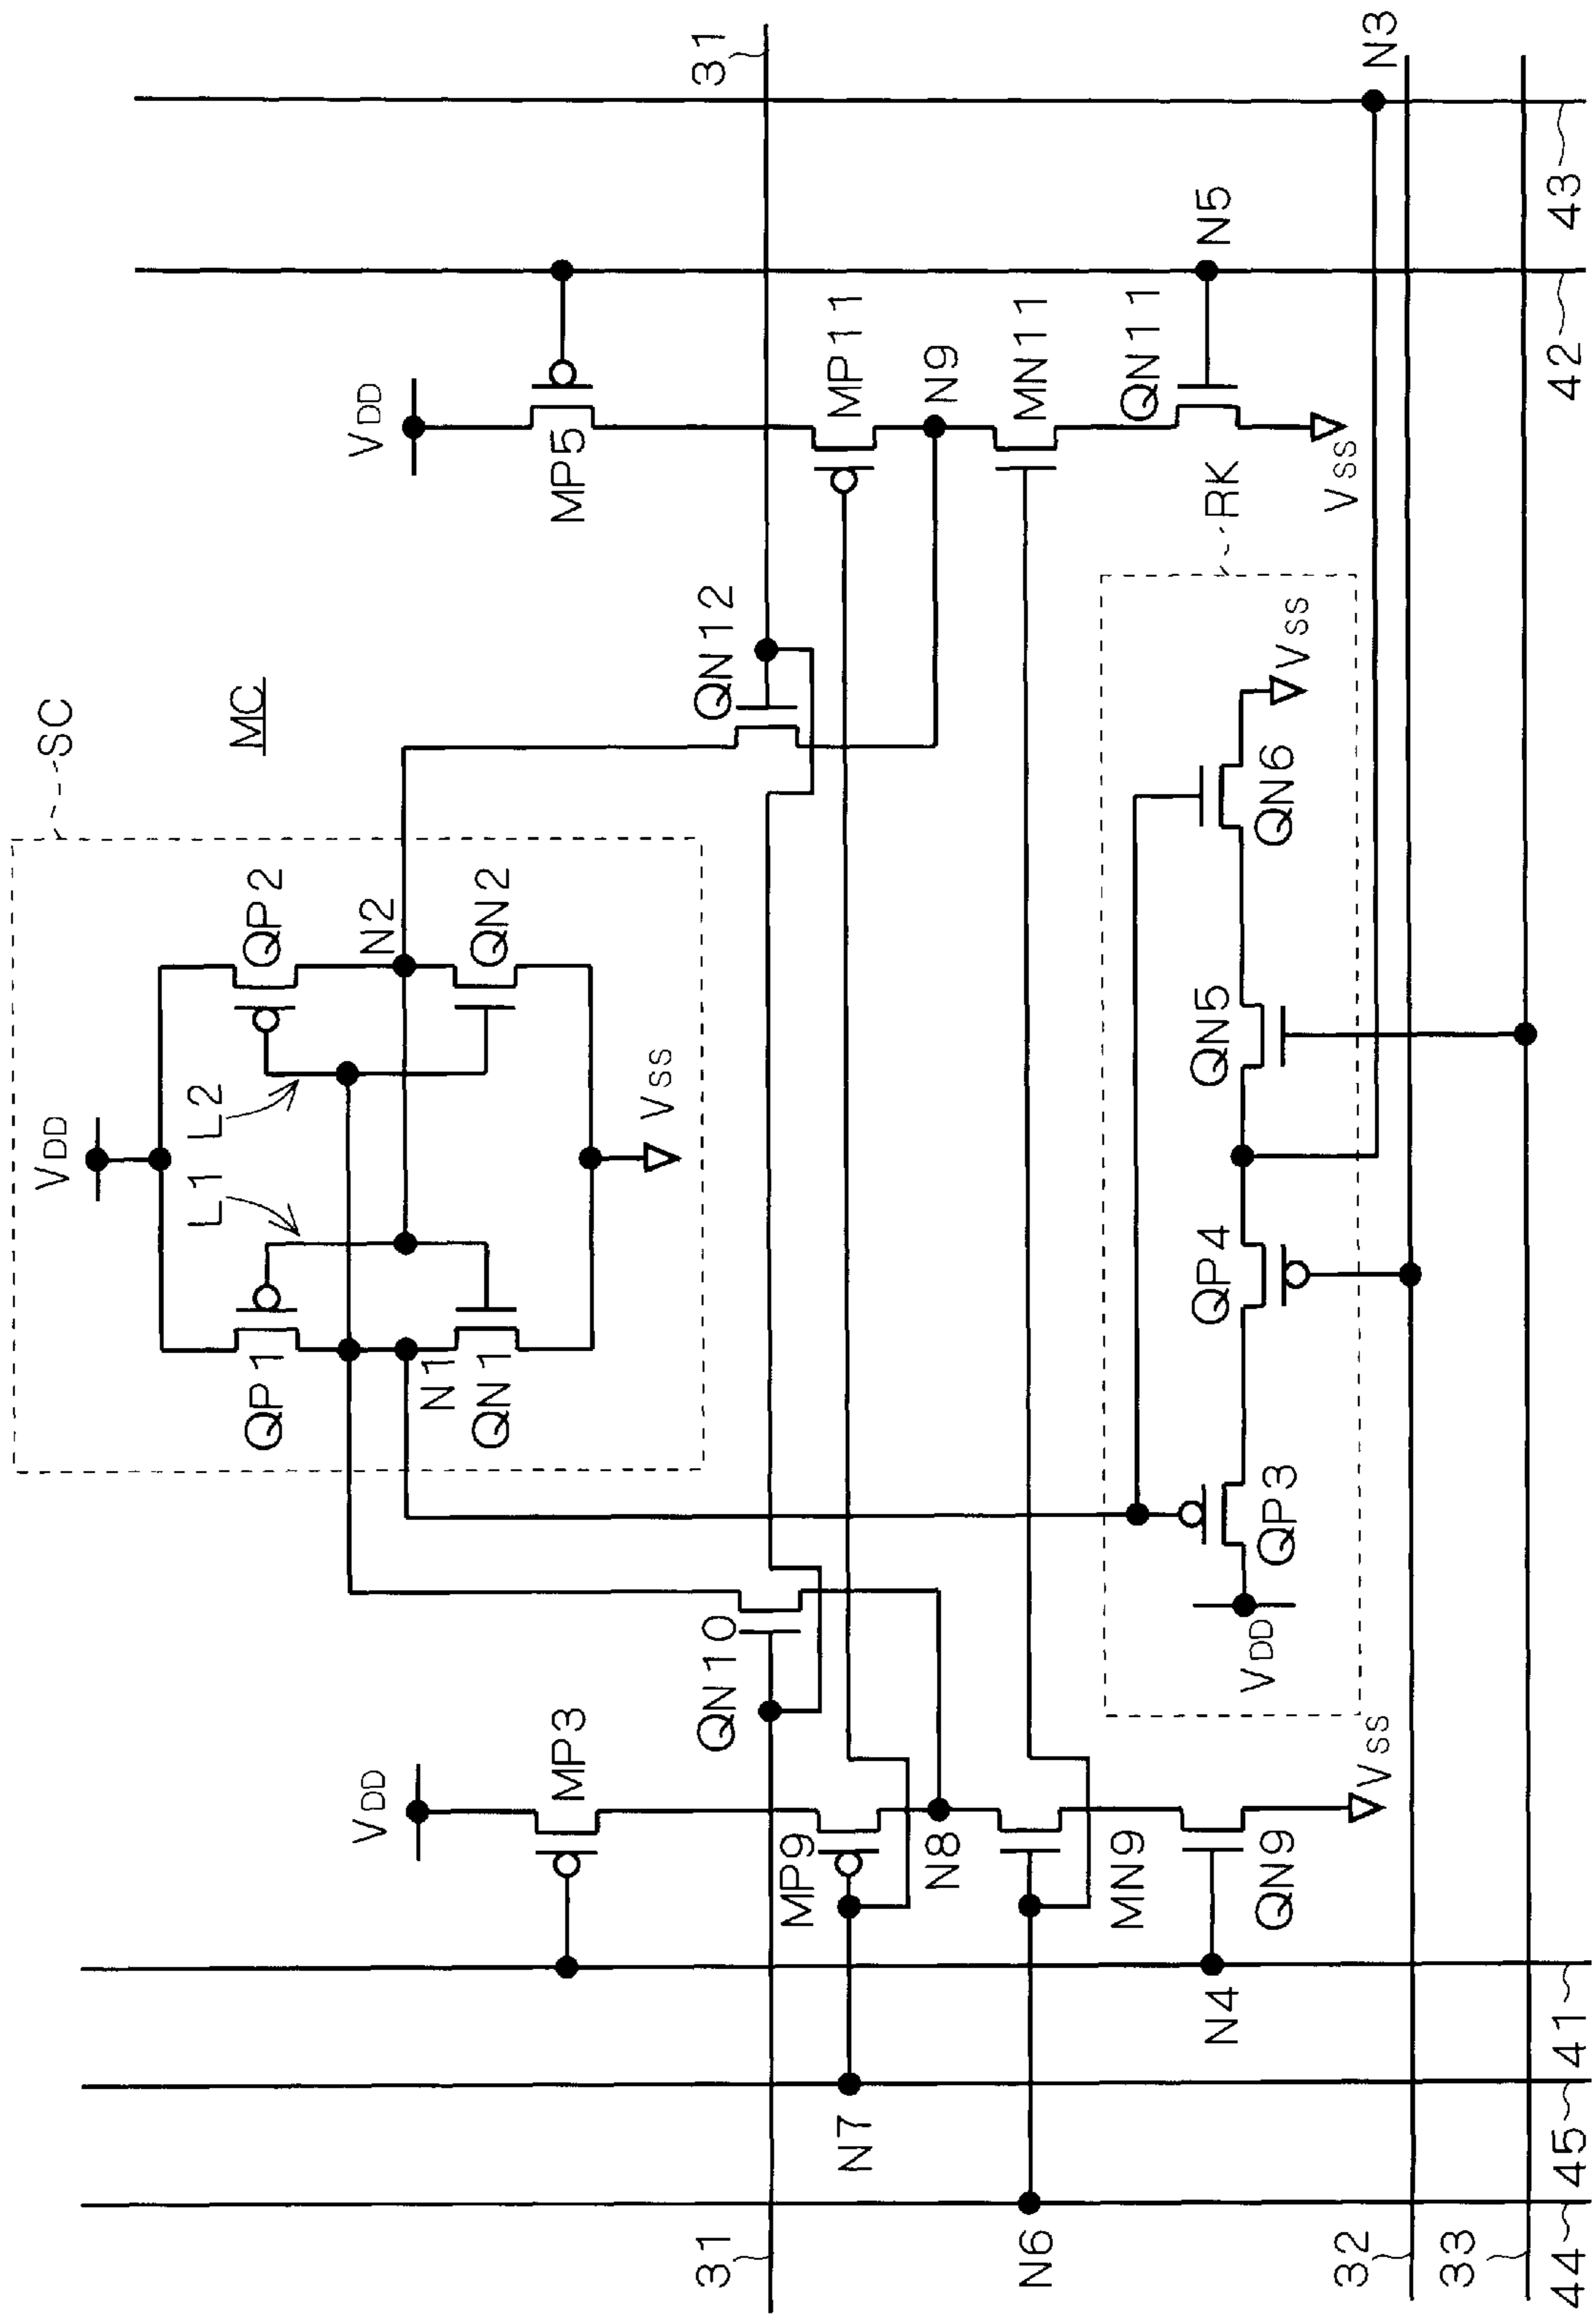 SC
MC
VDD
L1
L2
QP1
QP2
N1
N2
QN1
QN2
VSS
VDD
MP3
VDD
MP5
31
QN10
QN12
31
N7
MP9
MP11
N8
N9
N6
MN9
MN11
N4
QN9
QN11
N5
VSS
VSS
RK
VDD
QP3
QP4
QN5
QN6
VSS
N3
32
33
44
45
41
42
43